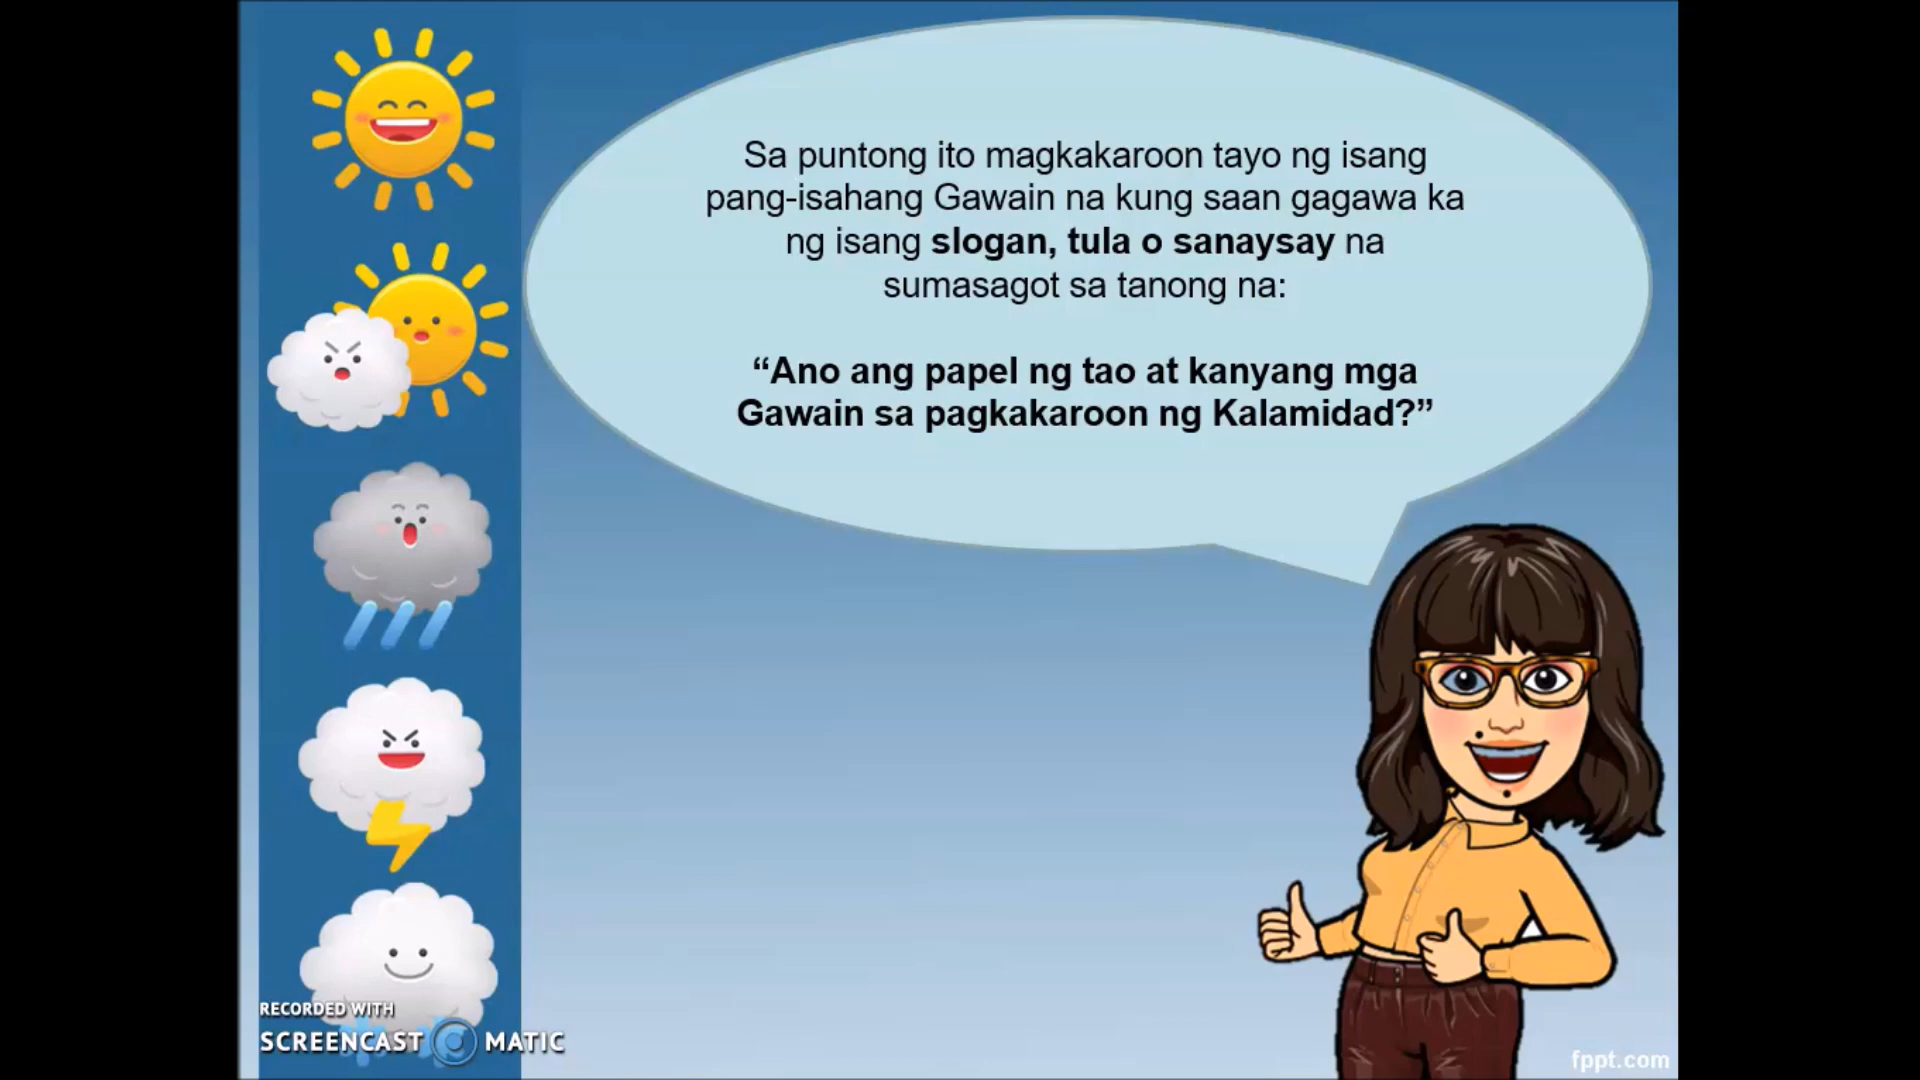 Sa puntong ito magkakaroon tayo ng isang
pang-isahang Gawain na kung saan gagawa ka
ng isang slogan, tula o sanaysay na
sumasagot sa tanong na:
“Ano ang papel ng tao at kanyang mga
Gawain sa pagkakaroon ng Kalamidad?”
RECORDED WITH
SCREENCAST MATIC
fppt.com